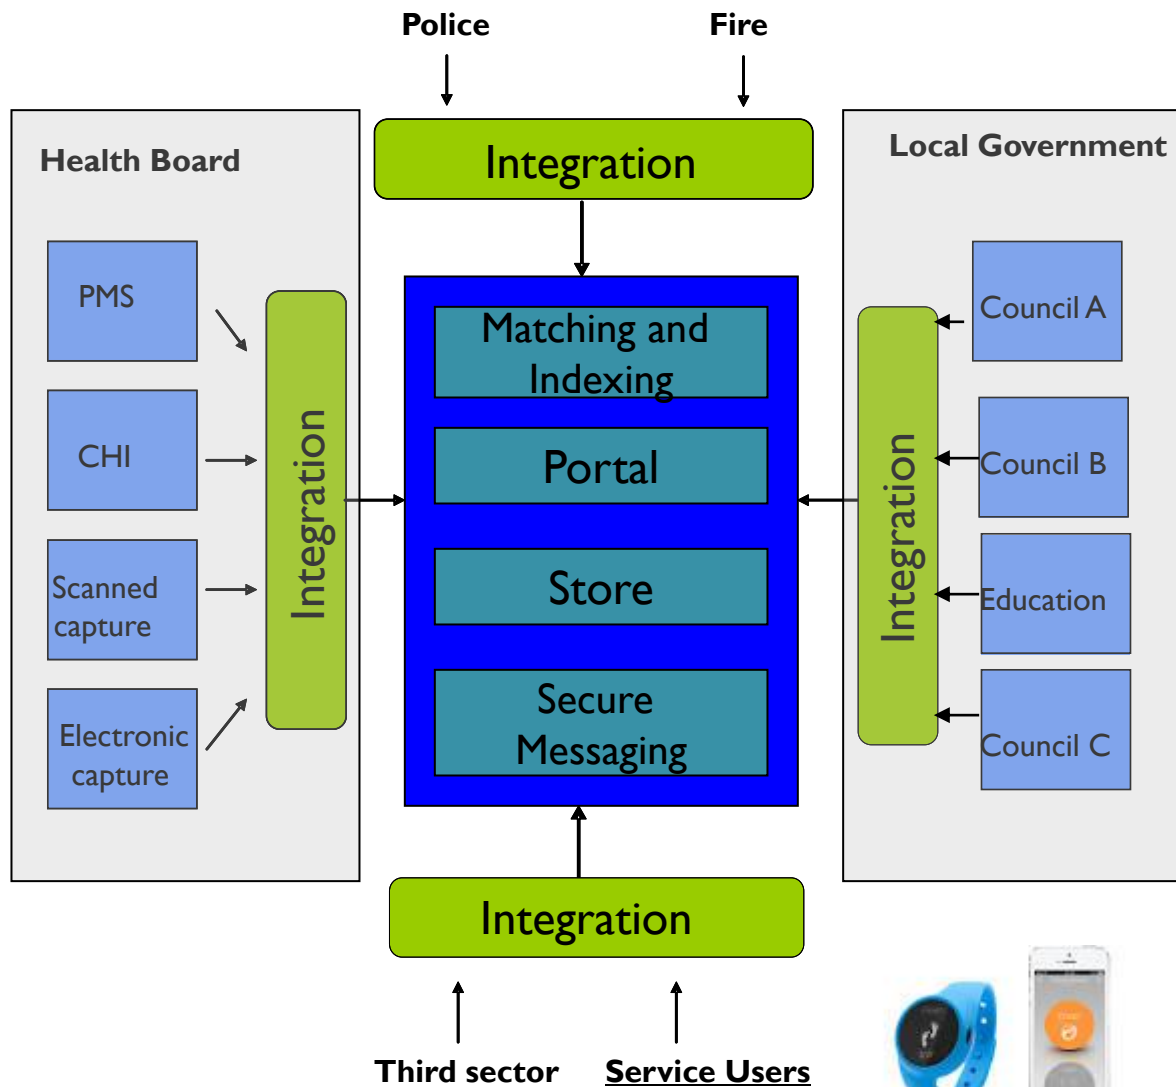 Police
Fire
Integration
Health Board
PMS
CHI
Scanned
capture
Electronic
capture
Integration
Matching and
Indexing
Portal
Store
Secure
Messaging
Local Government
Council A
Council B
Education
Council C
Integration
Integration
Third sector
Service Users